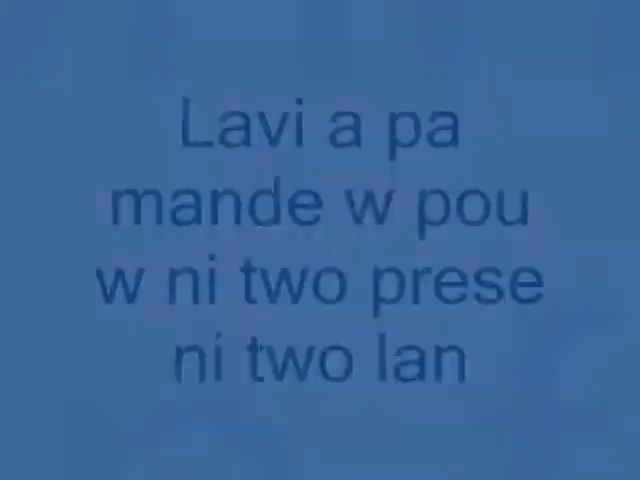 Lavi a pa
mande w pou
w ni two prese
ni two lan